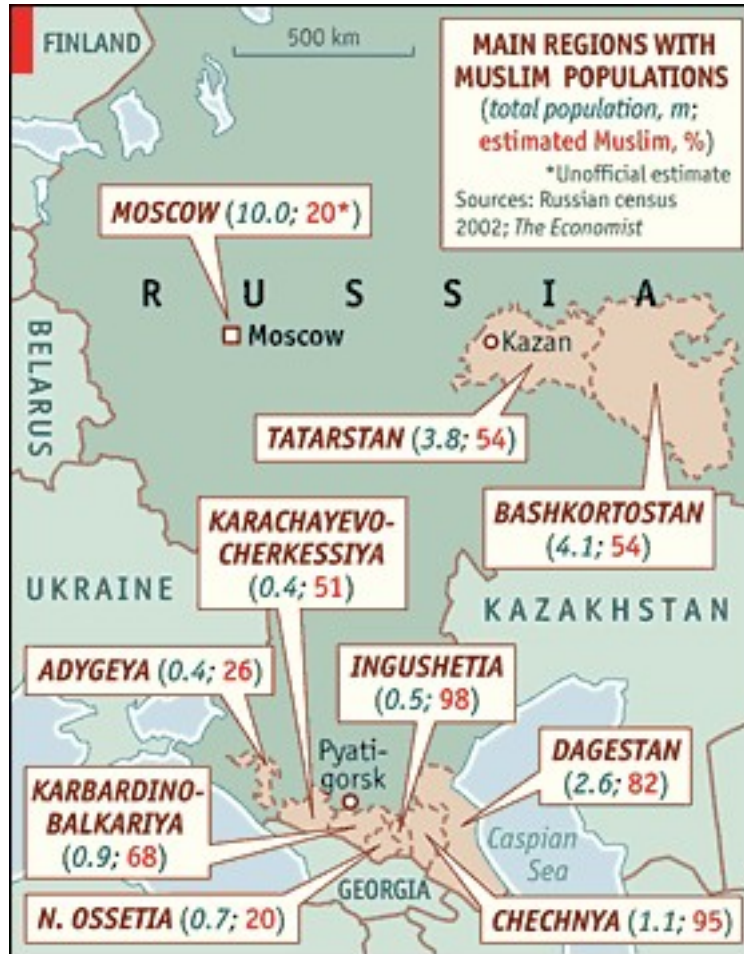 FINLAND
500 km
MAIN REGIONS WITH
MUSLIM POPULATIONS
(total population, m;
estimated Muslim, %)
*Unofficial estimate
Sources: Russian census
2002; The Economist
MOSCOW (10.0; 20*)
RUSSIA
Moscow
Kazan
BELARUS
TATARSTAN (3.8; 54)
BASHKORTOSTAN
(4.1; 54)
KARACHAYEVO-
CHERKESSIYA
(0.4; 51)
UKRAINE
KAZAKHSTAN
ADYGEYA (0.4; 26)
INGUSHETIA
(0.5; 98)
Pyati-
gorsk
DAGESTAN
(2.6; 82)
KARBARDINO-
BALKARIYA
(0.9; 68)
Caspian
Sea
GEORGIA
N. OSSETIA (0.7; 20)
CHECHNYA (1.1; 95)